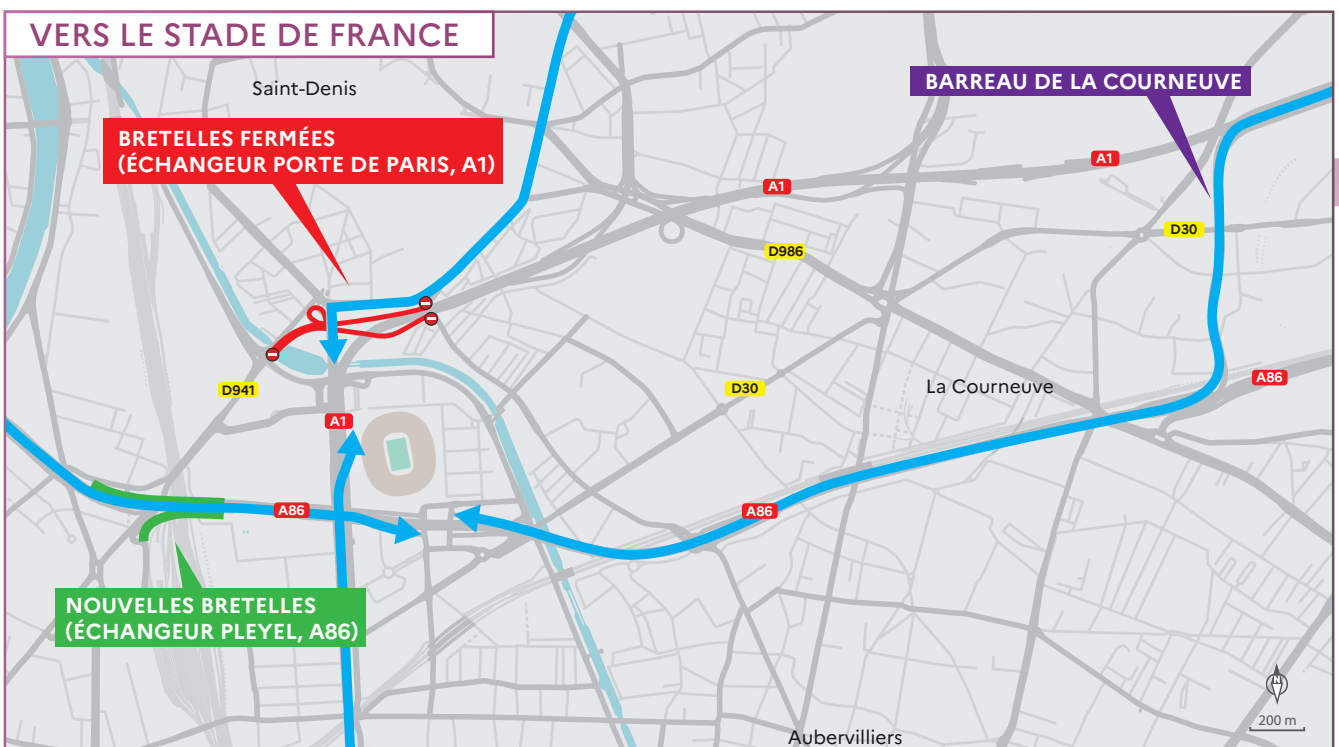 VERS LE STADE DE FRANCE
Saint-Denis
BARREAU DE LA COURNEUVE
BRETELLES FERMÉES
(ÉCHANGEUR PORTE DE PARIS, A1)
A1
A1
D30
D986
D941
D30
La Courneuve
A86
A1
A86
A86
NOUVELLES BRETELLES
(ÉCHANGEUR PLEYEL, A86)
N
200 m
Aubervilliers